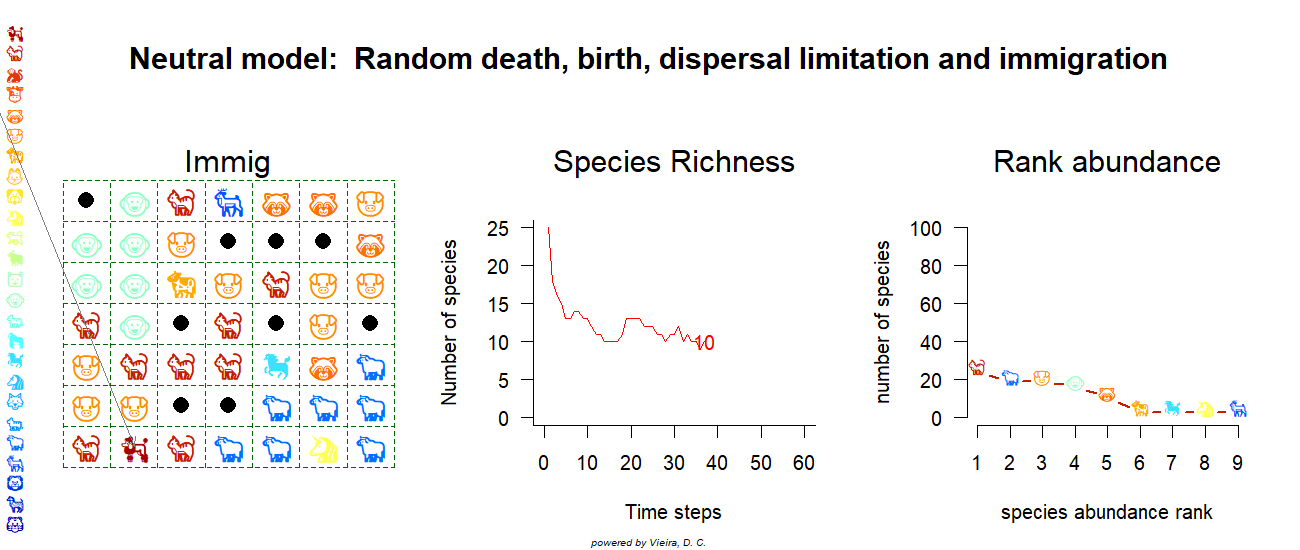 Neutral model:  Random death, birth, dispersal limitation and immigration
Immig
Species Richness
Number of species
25
20
15
10
5
0
10
0 10 20 30 40 50 60
Time steps
Rank abundance
number of species
100
80
60
40
20
0
1 2 3 4 5 6 7 8 9
species abundance rank
powered by Vieira, D. C.